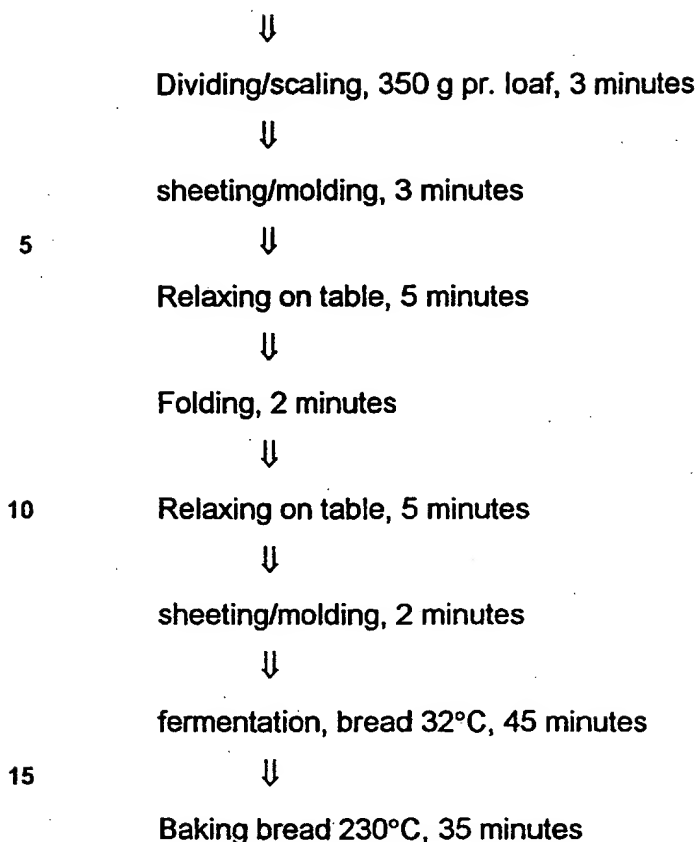 ⇓
Dividing/scaling, 350 g pr. loaf, 3 minutes
⇓
sheeting/molding, 3 minutes
5 ⇓
Relaxing on table, 5 minutes
⇓
Folding, 2 minutes
⇓
10 Relaxing on table, 5 minutes
⇓
sheeting/molding, 2 minutes
⇓
fermentation, bread 32°C, 45 minutes
15 ⇓
Baking bread 230°C, 35 minutes